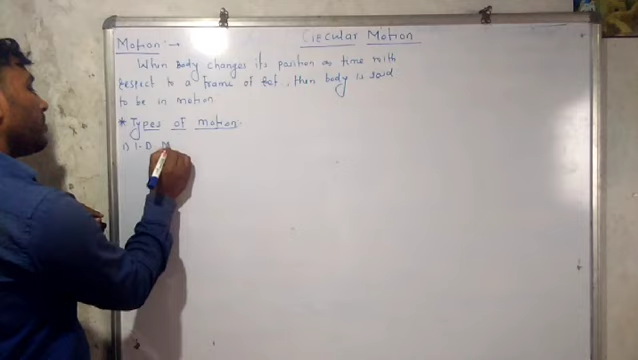 Circular Motion
Motion:→
When body changes its position as time with
respect to a frame of ref., then body is said
to be in motion
* Types of motion:
1) 1-D M